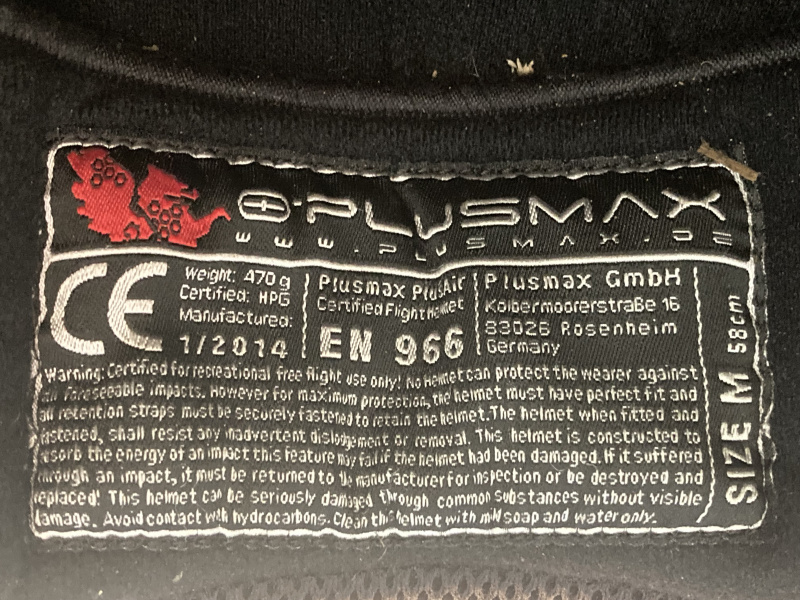 PLUSMAX
WWW.PLUSMAX.DE
CE
Weight: 470g
Certified: HPG
Manufactured:
1/2014
Plusmax PlusAir
Certified Flight Helmet
EN 966
Plusmax GmbH
Kolbermoorerstraße 16
83026 Rosenheim
Germany
SIZE M 58cm
Warning: Certified for recreational free flight use only! No Helmet can protect the wearer against
all foreseeable impacts. However for maximum protection, the helmet must have perfect fit and
all retention straps must be securely fastened to retain the helmet. The helmet when fitted and
fastened, shall resist any inadvertent dislodgement or removal. This helmet is constructed to
esorb the energy of an impact this feature may fail if the helmet had been damaged. If it suffered
through an impact, it must be returned to the manufacturer for inspection or be destroyed and
replaced! This helmet can be seriously damaged through common substances without visible
damage. Avoid contact with hydrocarbons. Clean this helmet with mild soap and water only.